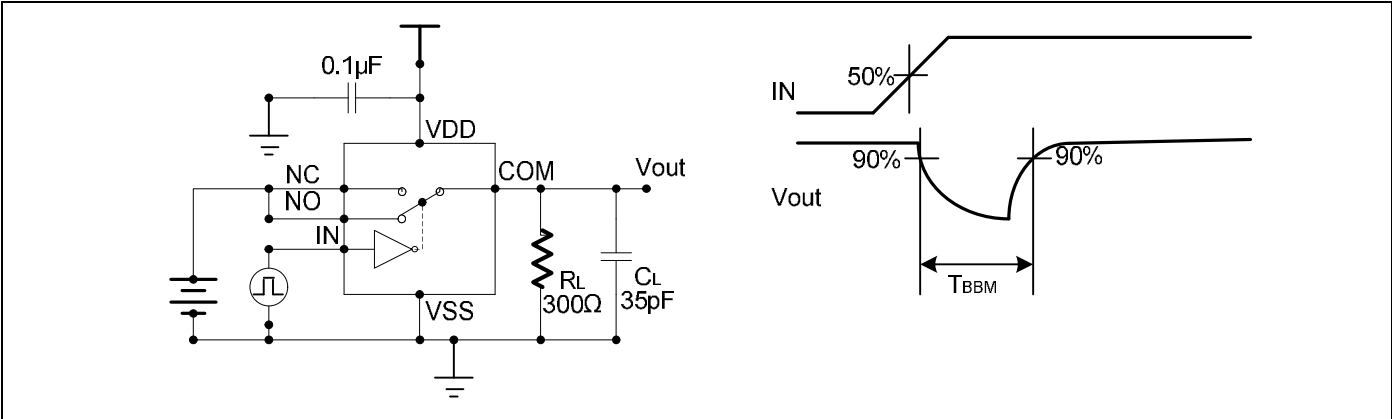 0.1µF
VDD
NC
COM
Vout
NO
IN
RL
300Ω
CL
35pF
VSS
IN
50%
90%
90%
Vout
TBBM